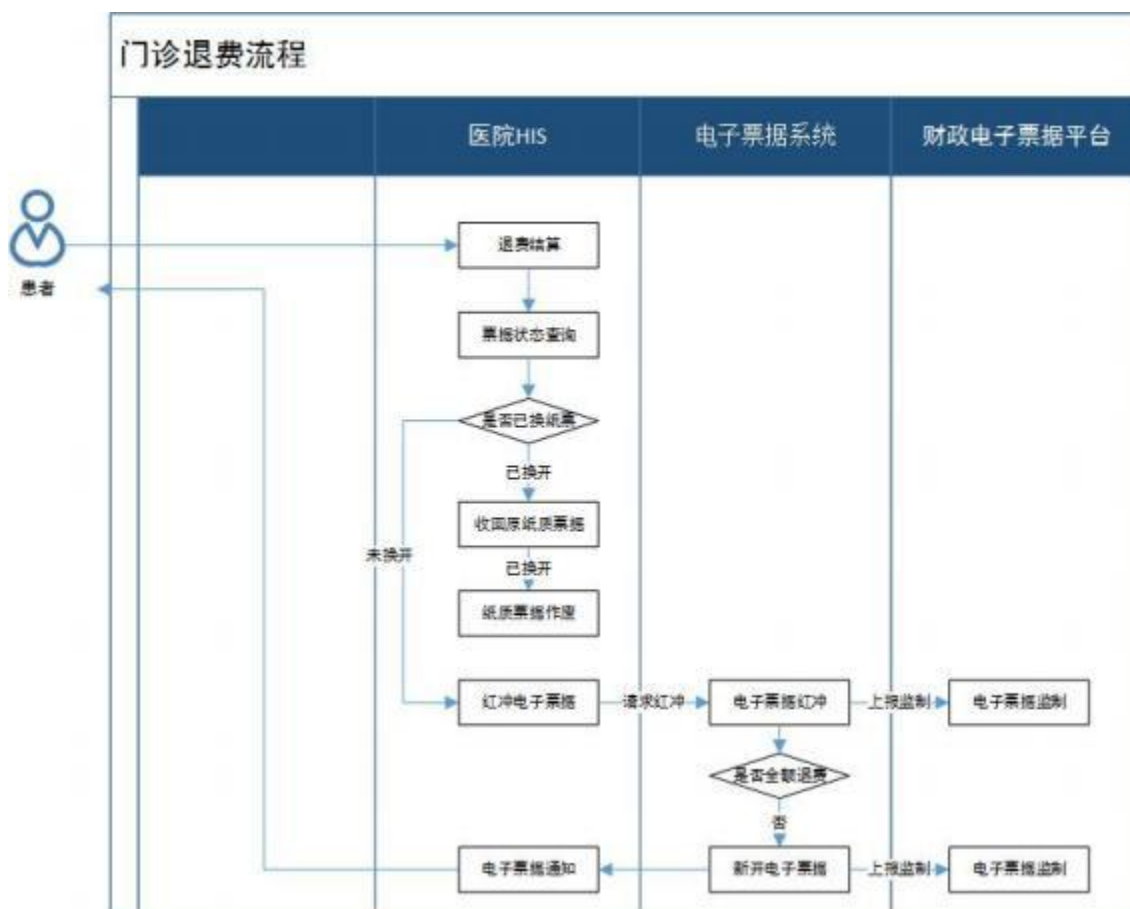 门诊退费流程
医院HIS
电子票据系统
财政电子票据平台
患者
退费结算
票据状态查询
是否已换纸票
已换开
收回原纸质票据
未换开
已换开
纸质票据作废
红冲电子票据
请求红冲
电子票据红冲
上报监制
电子票据监制
是否全额退费
否
电子票据通知
新开电子票据
上报监制
电子票据监制